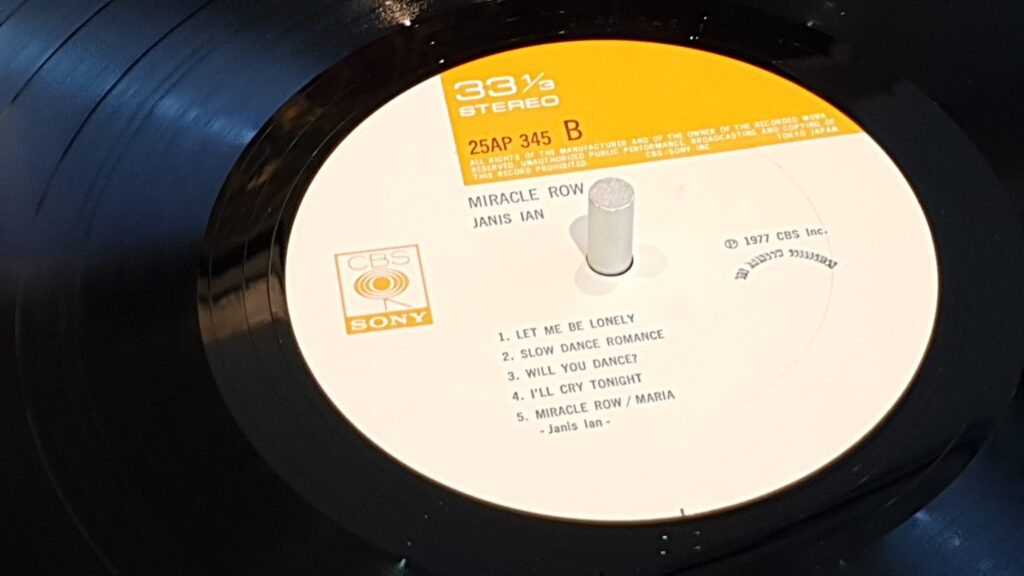 33 1/3
STEREO
25AP 345 B
ALL RIGHTS OF THE MANUFACTURER AND OF THE OWNER OF THE RECORDED WORK
RESERVED. UNAUTHORIZED PUBLIC PERFORMANCE, BROADCASTING AND COPYING OF
THIS RECORD PROHIBITED CBS/SONY INC. TOKYO JAPAN.
MIRACLE ROW
JANIS IAN
℗ 1977 CBS Inc.
CBS
SONY
1. LET ME BE LONELY
2. SLOW DANCE ROMANCE
3. WILL YOU DANCE?
4. I'LL CRY TONIGHT
5. MIRACLE ROW / MARIA
- Janis Ian -